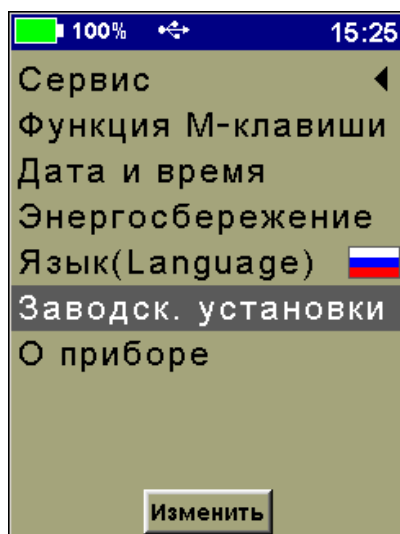 100% 15:25
Сервис
Функция М-клавиши
Дата и время
Энергосбережение
Язык(Language)
Заводск. установки
О приборе
Изменить